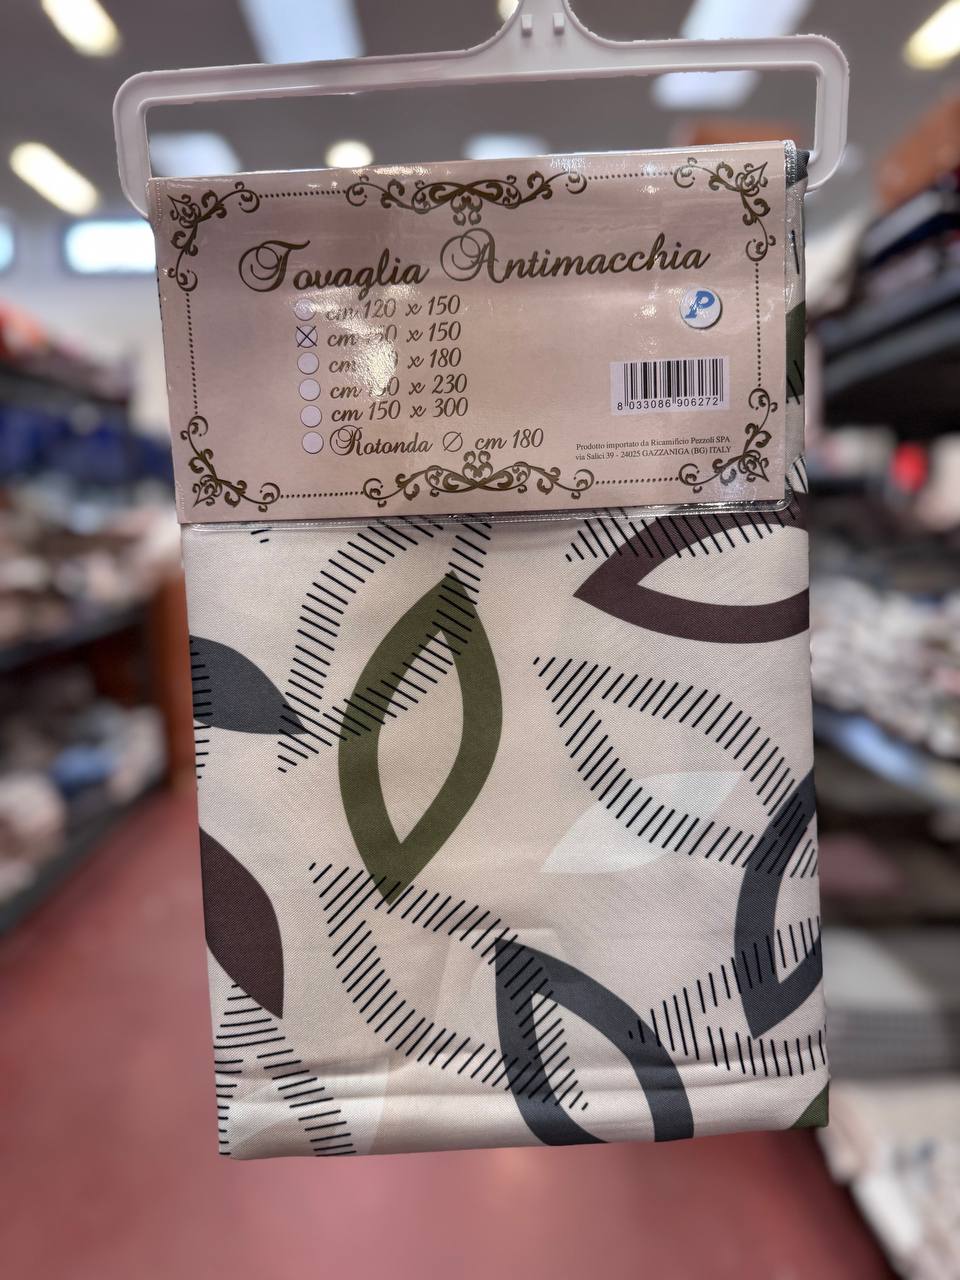 Tovaglia Antimacchia
cm 120 x 150
cm x 150
cm x 180
cm x 230
cm 150 x 300
Rotonda Ø cm 180
P
8 033086 906272
Prodotto importato da Ricamificio Pezzoli SPA
via Salici 39 - 24025 GAZZANIGA (BG) ITALY